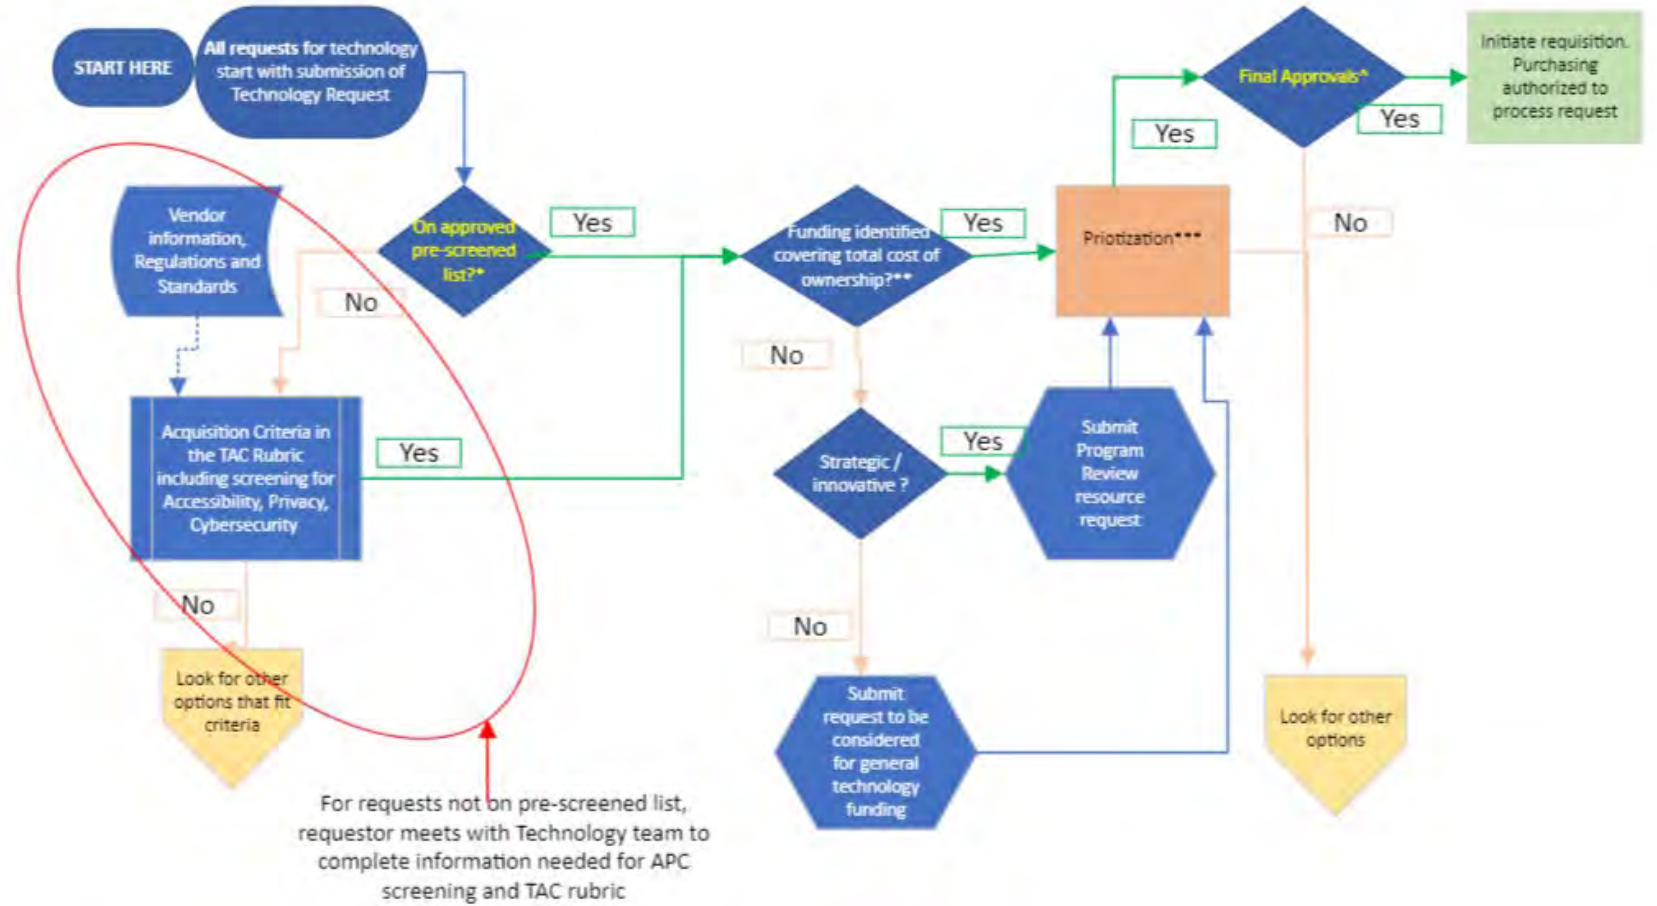 START HERE
All requests for technology
start with submission of
Technology Request
On approved
pre-screened
list?*
Yes
No
Vendor
information,
Regulations and
Standards
Acquisition Criteria in
the TAC Rubric
including screening for
Accessibility, Privacy,
Cybersecurity
Yes
No
Look for other
options that fit
criteria
For requests not on pre-screened list,
requestor meets with Technology team to
complete information needed for APC
screening and TAC rubric
Funding identified
covering total cost of
ownership?**
Yes
No
Strategic /
innovative ?
Yes
No
Submit
Program
Review
resource
request
Submit
request to be
considered
for general
technology
funding
Priotization***
Yes
Final Approvals^
Yes
No
Initiate requisition.
Purchasing
authorized to
process request
Look for other
options